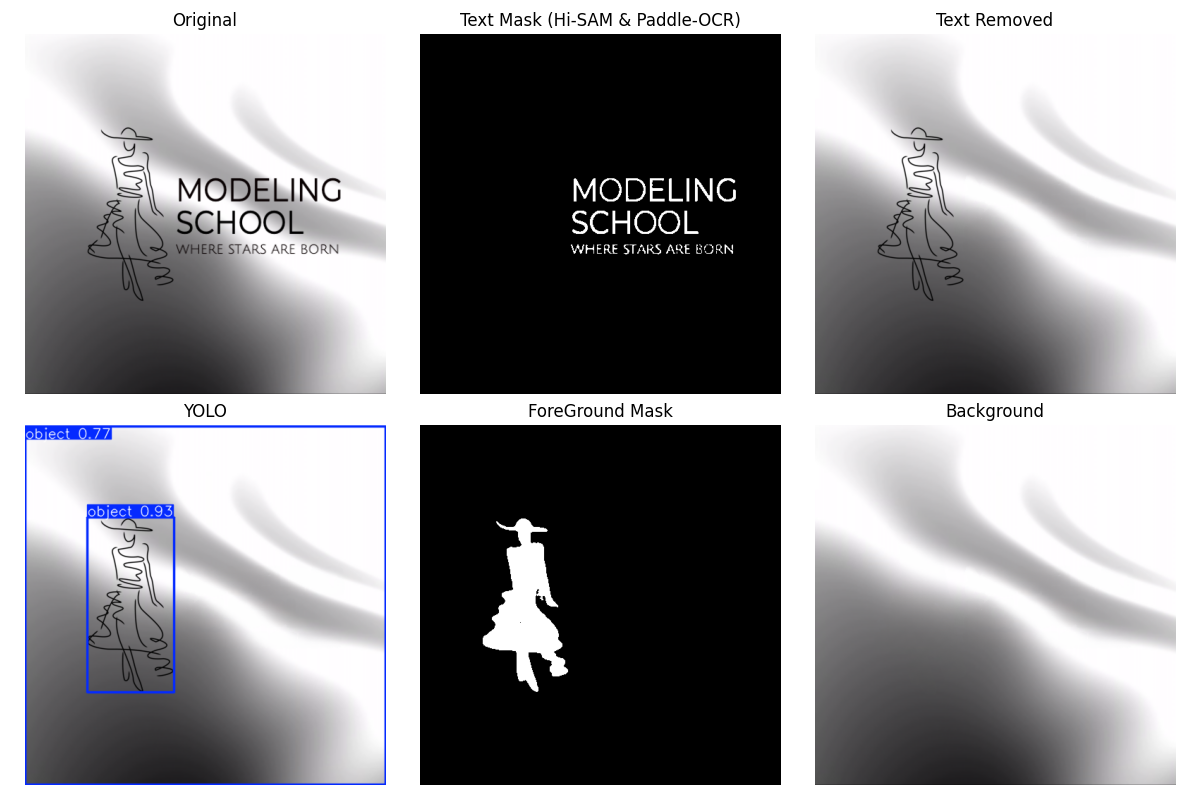 Original
Text Mask (Hi-SAM & Paddle-OCR)
Text Removed
MODELING
SCHOOL
WHERE STARS ARE BORN
MODELING
SCHOOL
WHERE STARS ARE BORN
YOLO
ForeGround Mask
Background
object 0.77
object 0.93